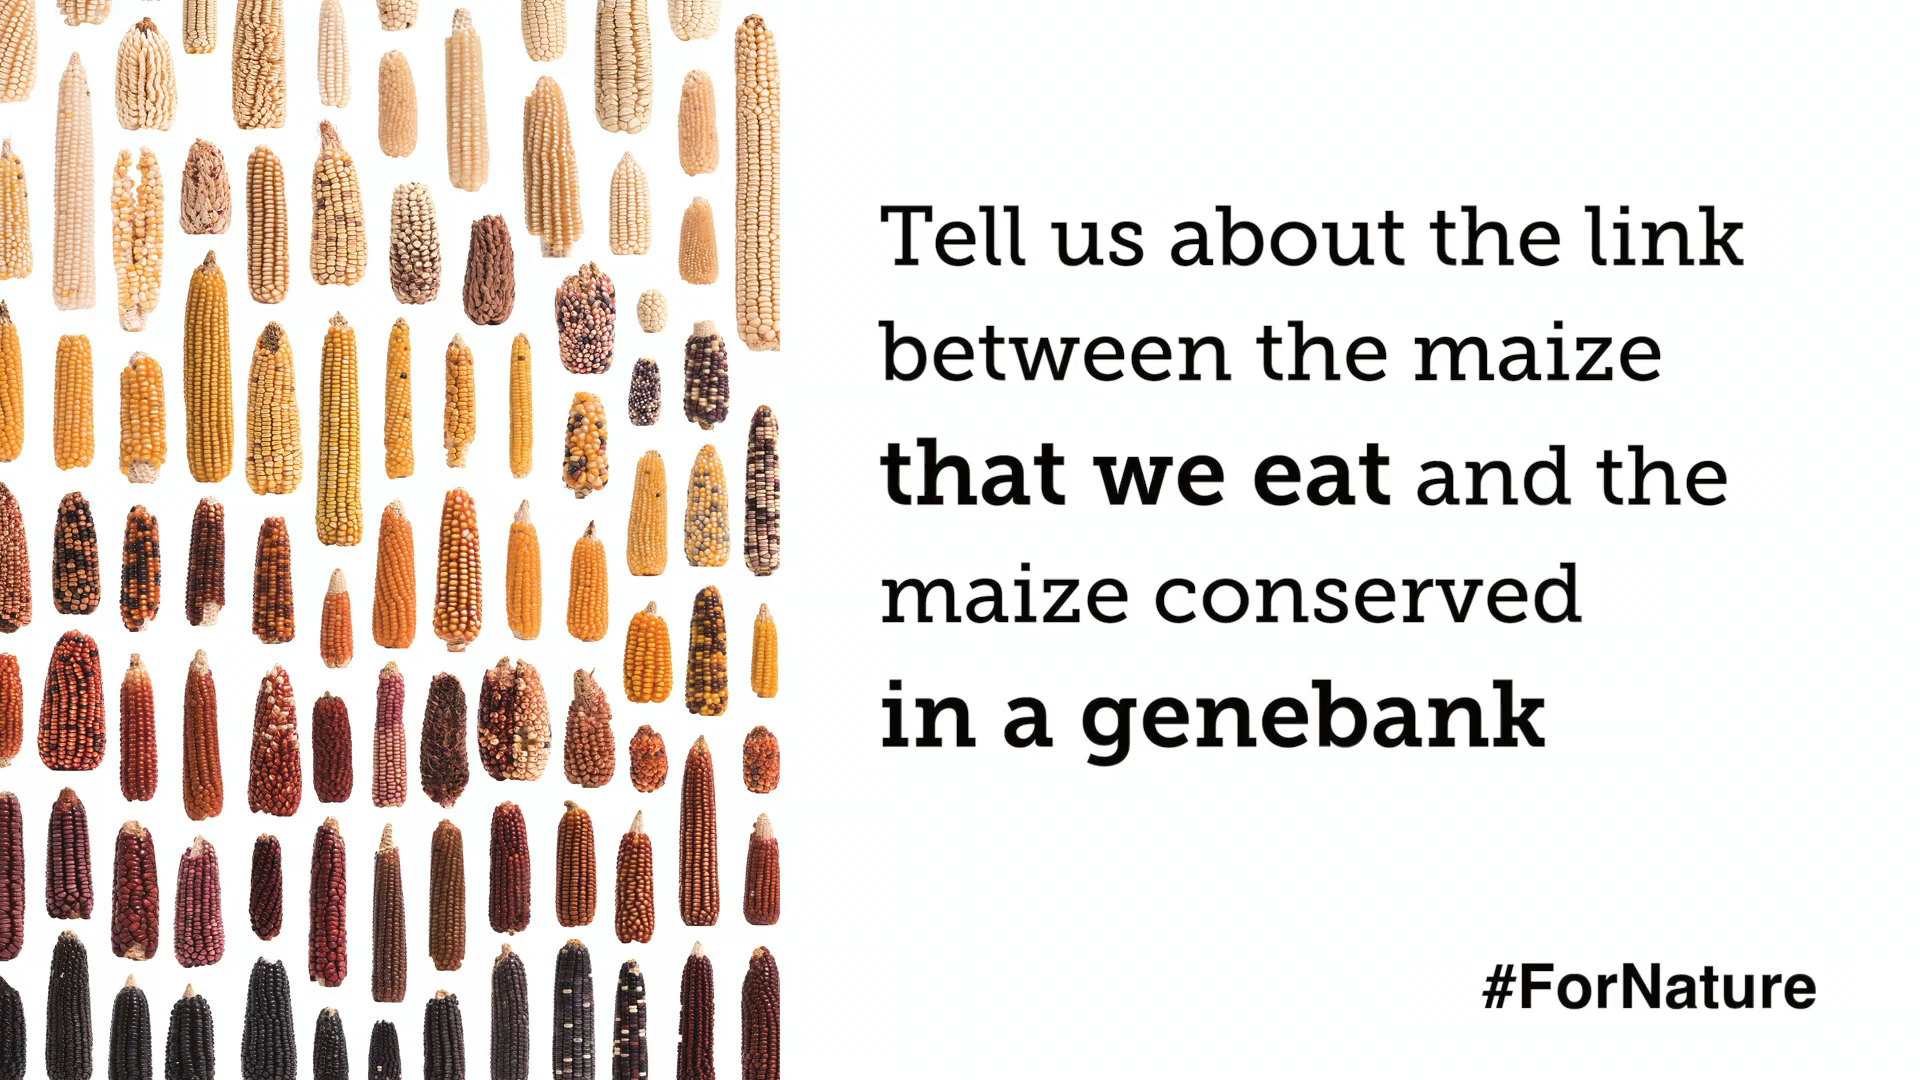 Tell us about the link
between the maize
that we eat and the
maize conserved
in a genebank
#ForNature